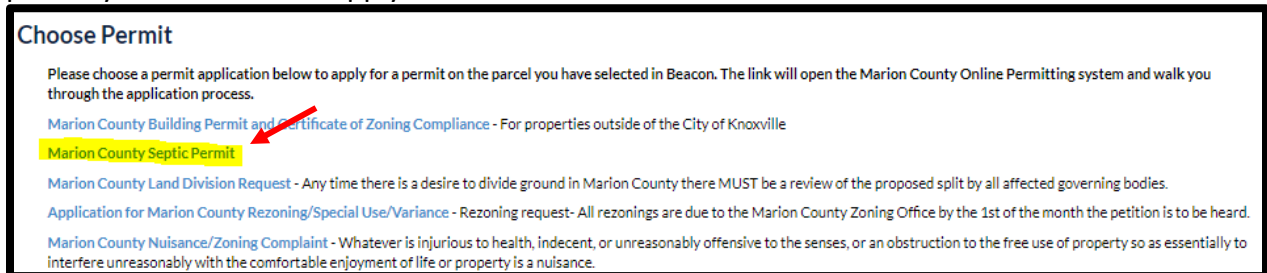 Choose Permit
Please choose a permit application below to apply for a permit on the parcel you have selected in Beacon. The link will open the Marion County Online Permitting system and walk you
through the application process.
Marion County Building Permit and Certificate of Zoning Compliance - For properties outside of the City of Knoxville
Marion County Septic Permit
Marion County Land Division Request - Any time there is a desire to divide ground in Marion County there MUST be a review of the proposed split by all affected governing bodies.
Application for Marion County Rezoning/Special Use/Variance - Rezoning request- All rezonings are due to the Marion County Zoning Office by the 1st of the month the petition is to be heard.
Marion County Nuisance/Zoning Complaint - Whatever is injurious to health, indecent, or unreasonably offensive to the senses, or an obstruction to the free use of property so as essentially to
interfere unreasonably with the comfortable enjoyment of life or property is a nuisance.